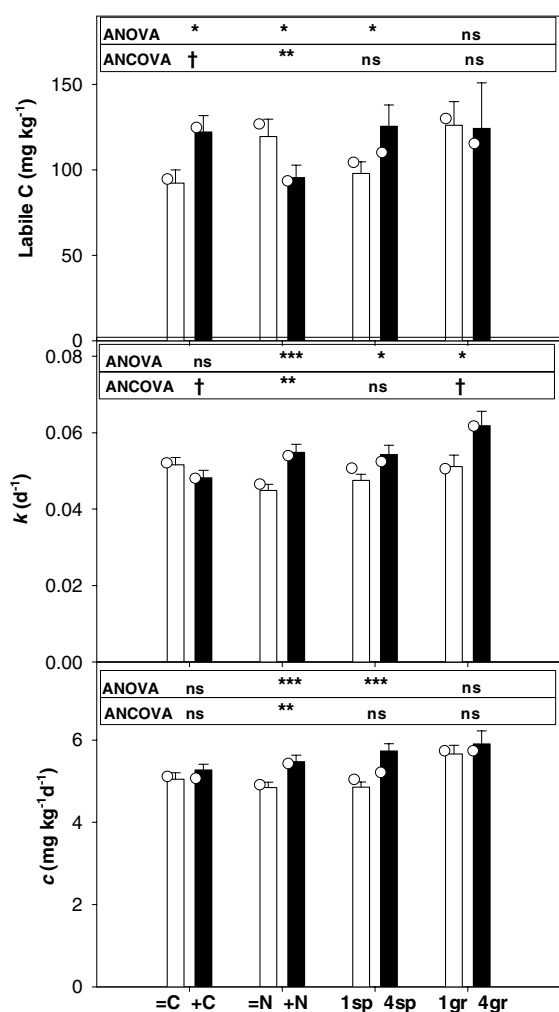 ANOVA * * * ns
ANCOVA † ** ns ns
150
100
50
0
Labile C (mg kg-1)
0.08
ANOVA ns *** * *
ANCOVA † ** ns †
0.06
0.04
0.02
0.00
k (d-1)
ANOVA ns *** *** ns
ANCOVA ns ** ns ns
6
4
2
0
c (mg kg-1d-1)
=C +C =N +N 1sp 4sp 1gr 4gr